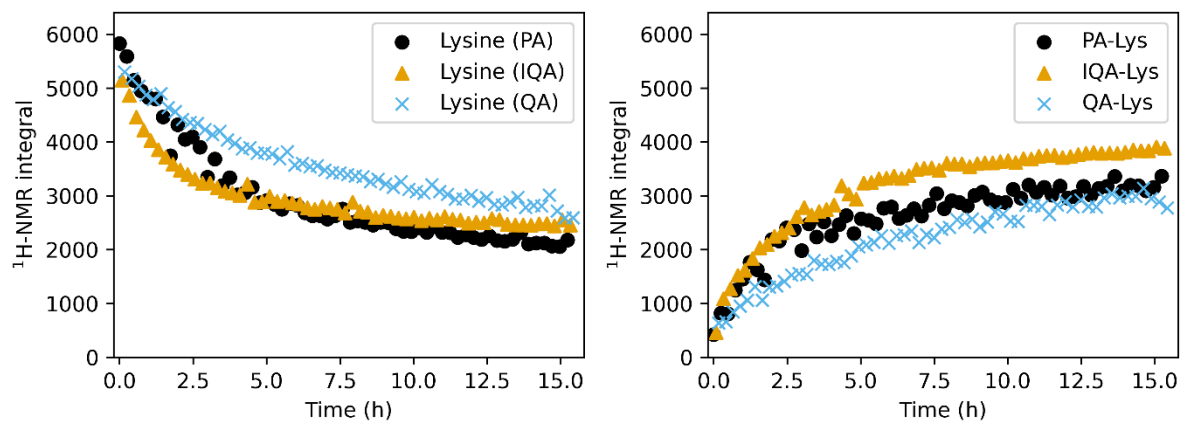 6000
5000
4000
3000
2000
1000
0
¹H-NMR integral
Lysine (PA)
Lysine (IQA)
Lysine (QA)
0.0 2.5 5.0 7.5 10.0 12.5 15.0
Time (h)
6000
5000
4000
3000
2000
1000
0
¹H-NMR integral
PA-Lys
IQA-Lys
QA-Lys
0.0 2.5 5.0 7.5 10.0 12.5 15.0
Time (h)